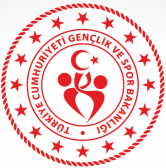 TÜRKİYE CUMHURİYETİ GENÇLİK VE SPOR BAKANLIĞI